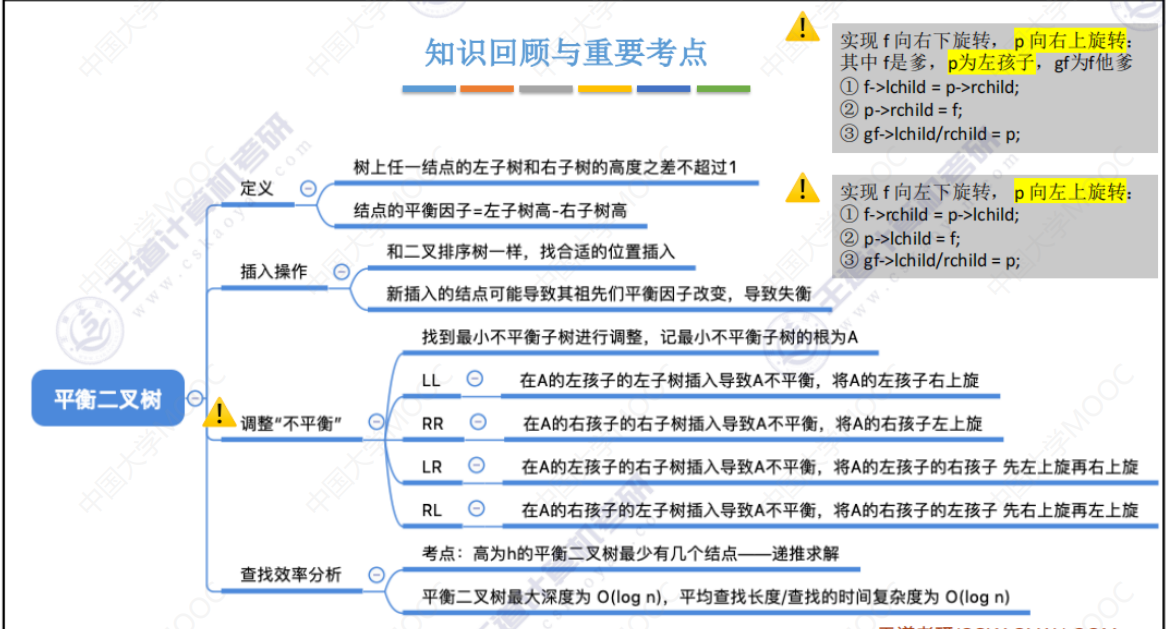 知识回顾与重要考点
实现 f 向右下旋转， p 向右上旋转：
其中 f是爹，p为左孩子，gf为f他爹
① f->lchild = p->rchild;
② p->rchild = f;
③ gf->lchild/rchild = p;
实现 f 向左下旋转， p 向左上旋转：
① f->rchild = p->lchild;
② p->lchild = f;
③ gf->lchild/rchild = p;
平衡二叉树
定义
树上任一结点的左子树和右子树的高度之差不超过1
结点的平衡因子=左子树高-右子树高
插入操作
和二叉排序树一样，找合适的位置插入
新插入的结点可能导致其祖先们平衡因子改变，导致失衡
调整“不平衡”
找到最小不平衡子树进行调整，记最小不平衡子树的根为A
LL 在A的左孩子的左子树插入导致A不平衡，将A的左孩子右上旋
RR 在A的右孩子的右子树插入导致A不平衡，将A的右孩子左上旋
LR 在A的左孩子的右子树插入导致A不平衡，将A的左孩子的右孩子 先左上旋再右上旋
RL 在A的右孩子的左子树插入导致A不平衡，将A的右孩子的左孩子 先右上旋再左上旋
查找效率分析
考点：高为h的平衡二叉树最少有几个结点——递推求解
平衡二叉树最大深度为 O(log n)，平均查找长度/查找的时间复杂度为 O(log n)
中国大学MOOC
王道计算机考研
www.cskaoyan.com